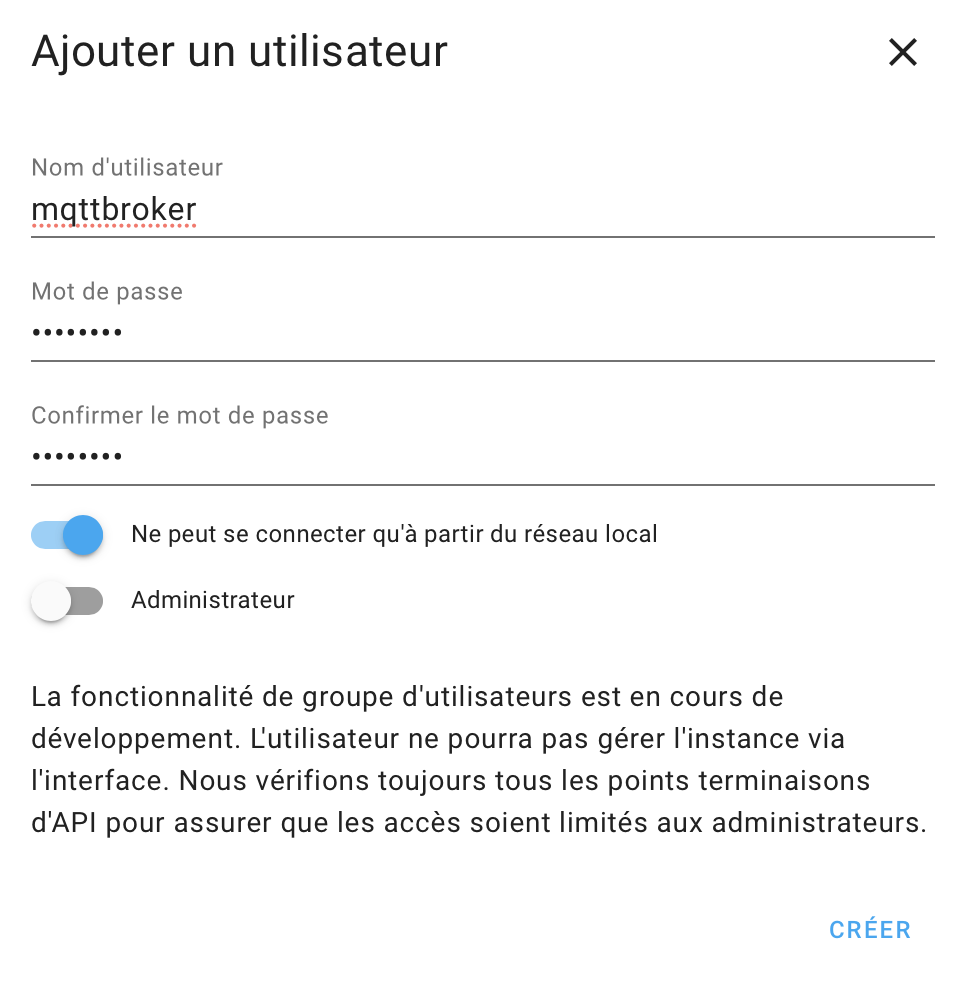 Ajouter un utilisateur
Nom d'utilisateur
mqttbroker
Mot de passe
••••••••
Confirmer le mot de passe
••••••••
Ne peut se connecter qu'à partir du réseau local
Administrateur
La fonctionnalité de groupe d'utilisateurs est en cours de
développement. L'utilisateur ne pourra pas gérer l'instance via
l'interface. Nous vérifions toujours tous les points terminaisons
d'API pour assurer que les accès soient limités aux administrateurs.
CRÉER